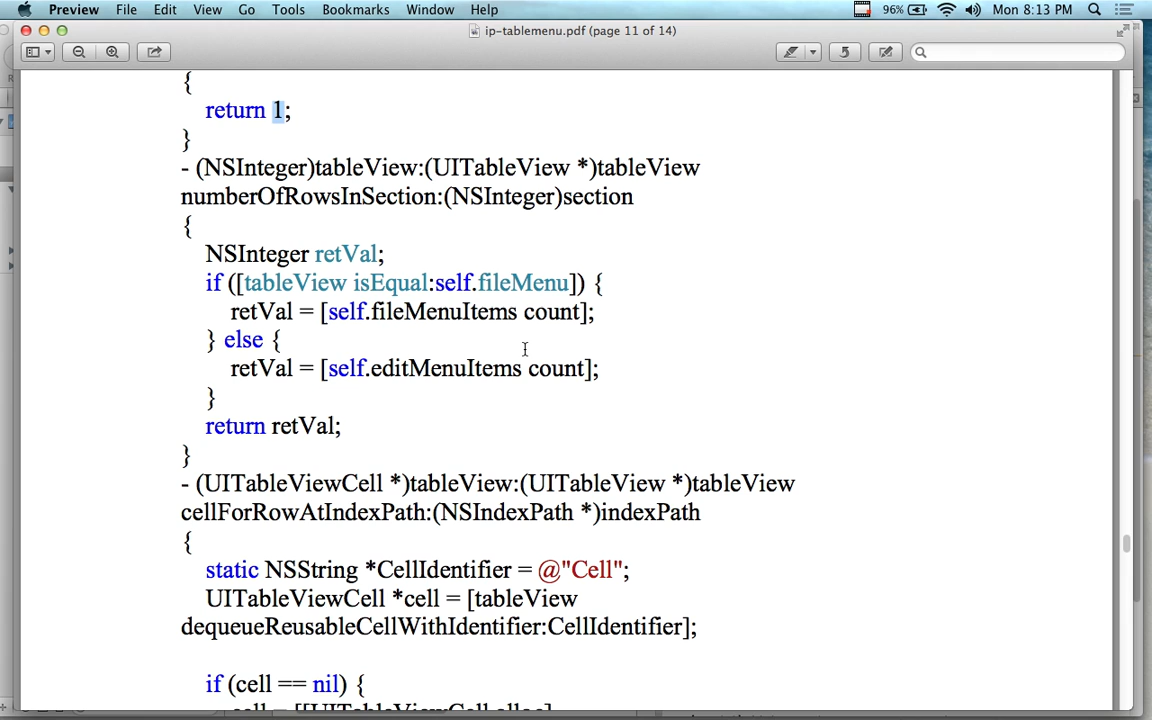 Preview File Edit View Go Tools Bookmarks Window Help 96% Mon 8:13 PM
ip-tablemenu.pdf (page 11 of 14)
{
return 1;
}
- (NSInteger)tableView:(UITableView *)tableView
numberOfRowsInSection:(NSInteger)section
{
NSInteger retVal;
if ([tableView isEqual:self.fileMenu]) {
retVal = [self.fileMenuItems count];
} else {
retVal = [self.editMenuItems count];
}
return retVal;
}
- (UITableViewCell *)tableView:(UITableView *)tableView
cellForRowAtIndexPath:(NSIndexPath *)indexPath
{
static NSString *CellIdentifier = @"Cell";
UITableViewCell *cell = [tableView
dequeueReusableCellWithIdentifier:CellIdentifier];
if (cell == nil) {
cell = [[UITableViewCell alloc]